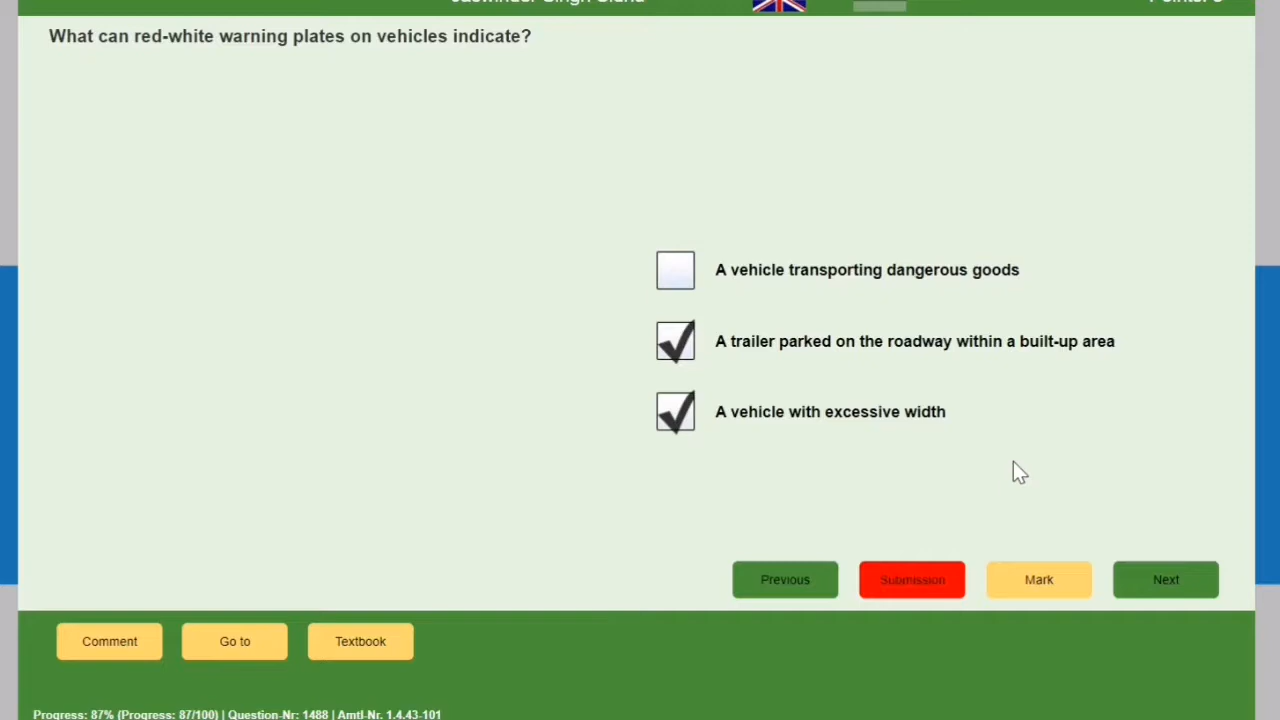 What can red-white warning plates on vehicles indicate?
A vehicle transporting dangerous goods
A trailer parked on the roadway within a built-up area
A vehicle with excessive width
Previous
Submission
Mark
Next
Comment
Go to
Textbook
Progress: 87% (Progress: 87/100) | Question-Nr: 1488 | Amtl-Nr. 1.4.43-101